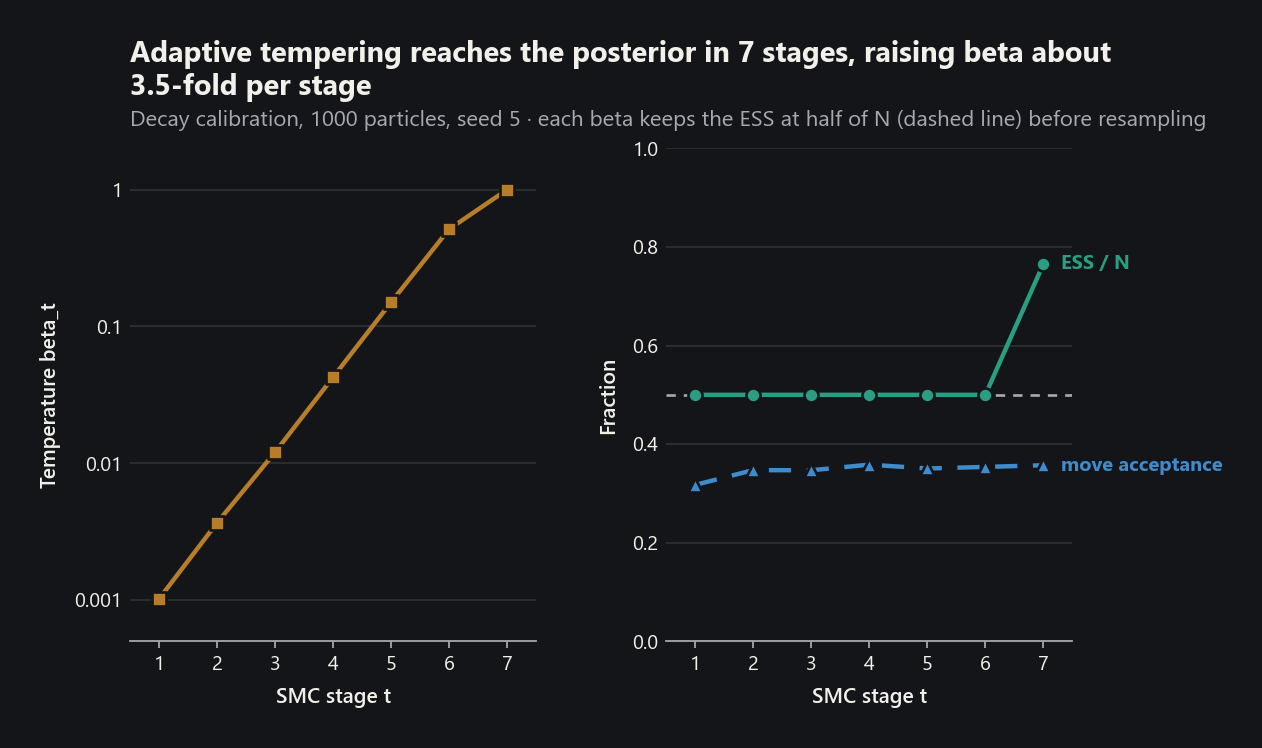 Adaptive tempering reaches the posterior in 7 stages, raising beta about
3.5-fold per stage
Decay calibration, 1000 particles, seed 5 · each beta keeps the ESS at half of N (dashed line) before resampling
Temperature beta_t
1
0.1
0.01
0.001
1 2 3 4 5 6 7
SMC stage t
Fraction
1.0
0.8
0.6
0.4
0.2
0.0
ESS / N
move acceptance
1 2 3 4 5 6 7
SMC stage t